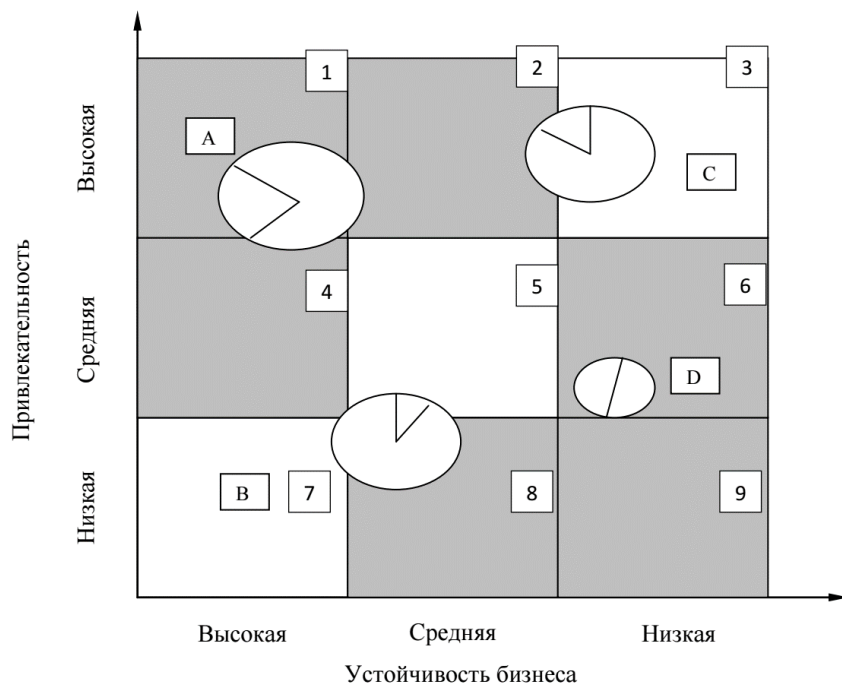 1
2
3
A
C
Высокая
4
5
6
D
Средняя
Привлекательность
B
7
8
9
Низкая
Высокая
Средняя
Низкая
Устойчивость бизнеса